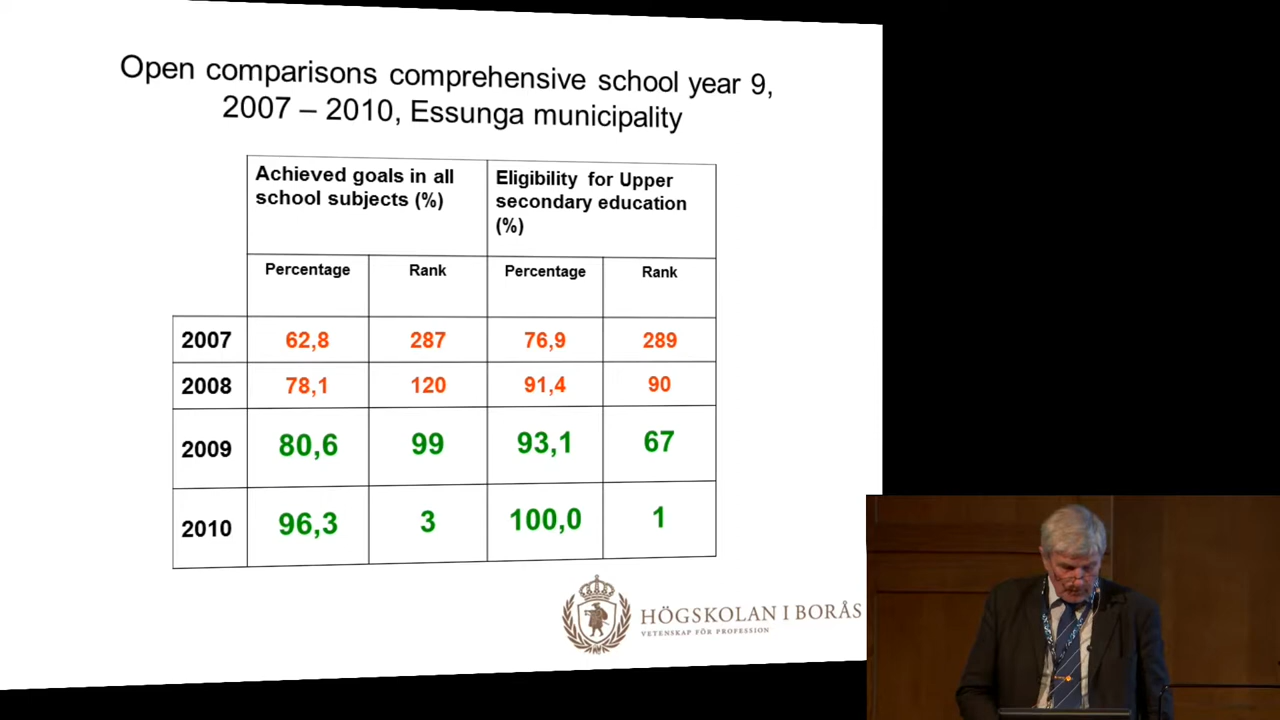 Open comparisons comprehensive school year 9,
2007 – 2010, Essunga municipality
Achieved goals in all
school subjects (%)
Eligibility for Upper
secondary education
(%)
Percentage Rank Percentage Rank
2007 62,8 287 76,9 289
2008 78,1 120 91,4 90
2009 80,6 99 93,1 67
2010 96,3 3 100,0 1
HÖGSKOLAN I BORÅS
VETENSKAP FÖR PROFESSION